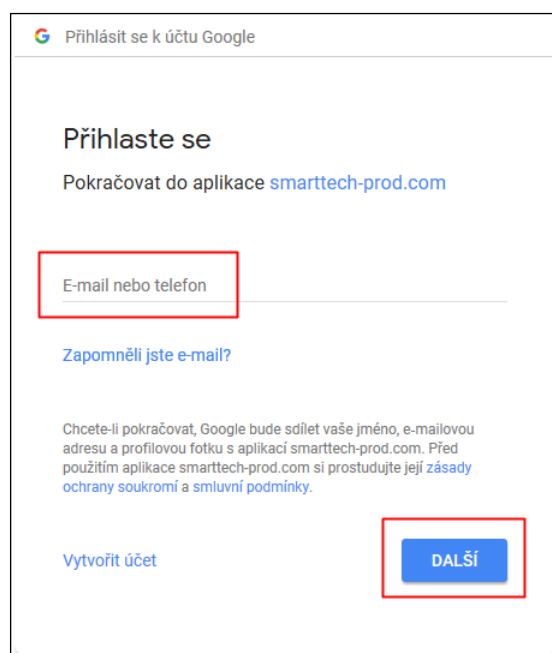 Přihlásit se k účtu Google
Přihlaste se
Pokračovat do aplikace smarttech-prod.com
E-mail nebo telefon
Zapomněli jste e-mail?
Chcete-li pokračovat, Google bude sdílet vaše jméno, e-mailovou
adresu a profilovou fotku s aplikací smarttech-prod.com. Před
použitím aplikace smarttech-prod.com si prostudujte její zásady
ochrany soukromí a smluvní podmínky.
Vytvořit účet
DALŠÍ